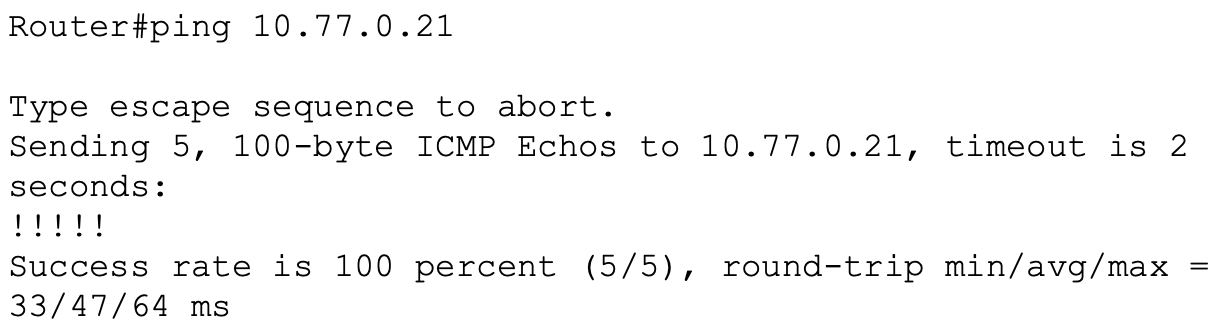 Router#ping 10.77.0.21
Type escape sequence to abort.
Sending 5, 100-byte ICMP Echos to 10.77.0.21, timeout is 2
seconds:
!!!!!
Success rate is 100 percent (5/5), round-trip min/avg/max =
33/47/64 ms